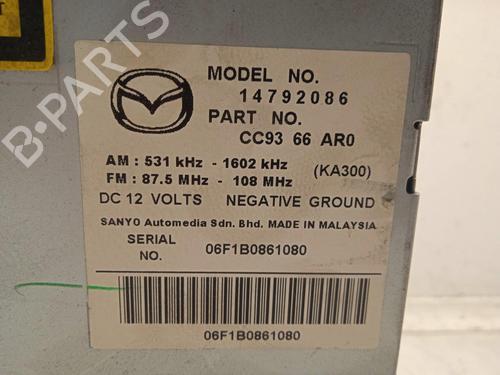 MODEL NO.
14792086
PART NO.
CC93 66 AR0
AM : 531 kHz - 1602 kHz
(KA300)
FM : 87.5 MHz - 108 MHz
DC 12 VOLTS NEGATIVE GROUND
SANYO Automedia Sdn. Bhd. MADE IN MALAYSIA
SERIAL
NO.
06F1B0861080
06F1B0861080
B-PARTS